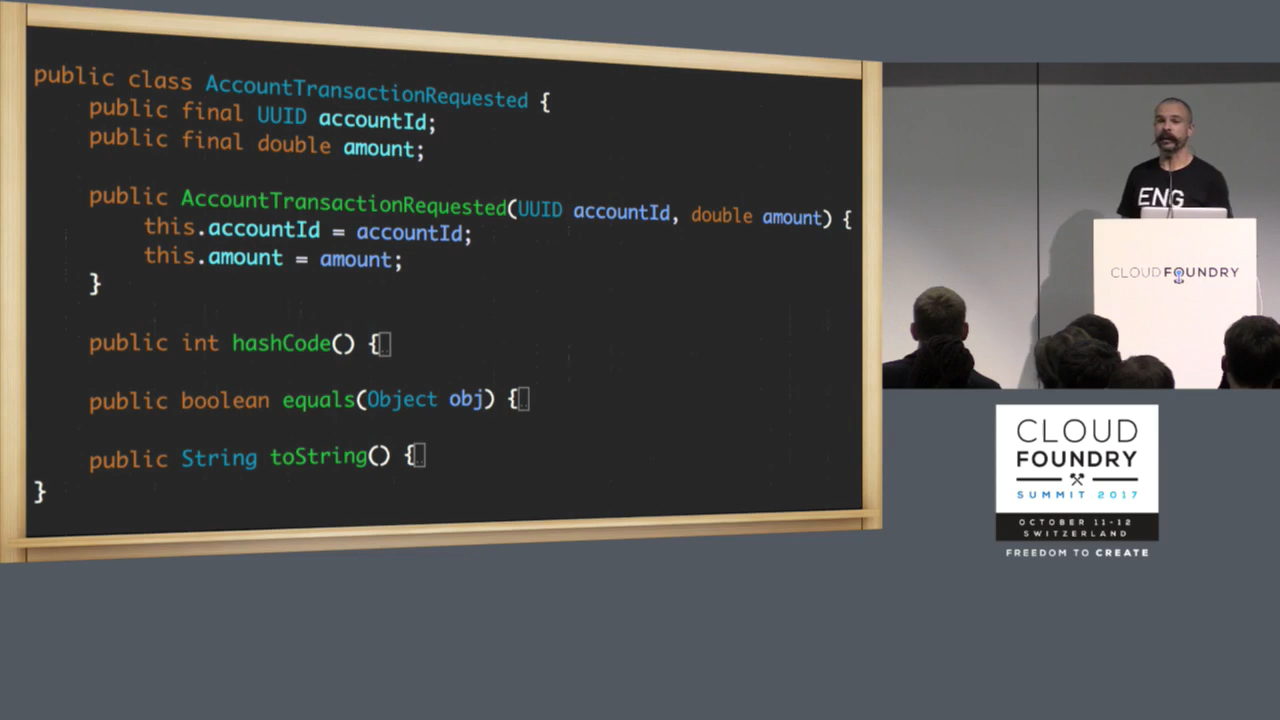 public class AccountTransactionRequested {
public final UUID accountId;
public final double amount;
public AccountTransactionRequested(UUID accountId, double amount) {
this.accountId = accountId;
this.amount = amount;
}
public int hashCode() {..
public boolean equals(Object obj) {..
public String toString() {..
}
ENG
CLOUDFOUNDRY
CLOUD
FOUNDRY
SUMMIT 2017
OCTOBER 11-12
SWITZERLAND
FREEDOM TO CREATE